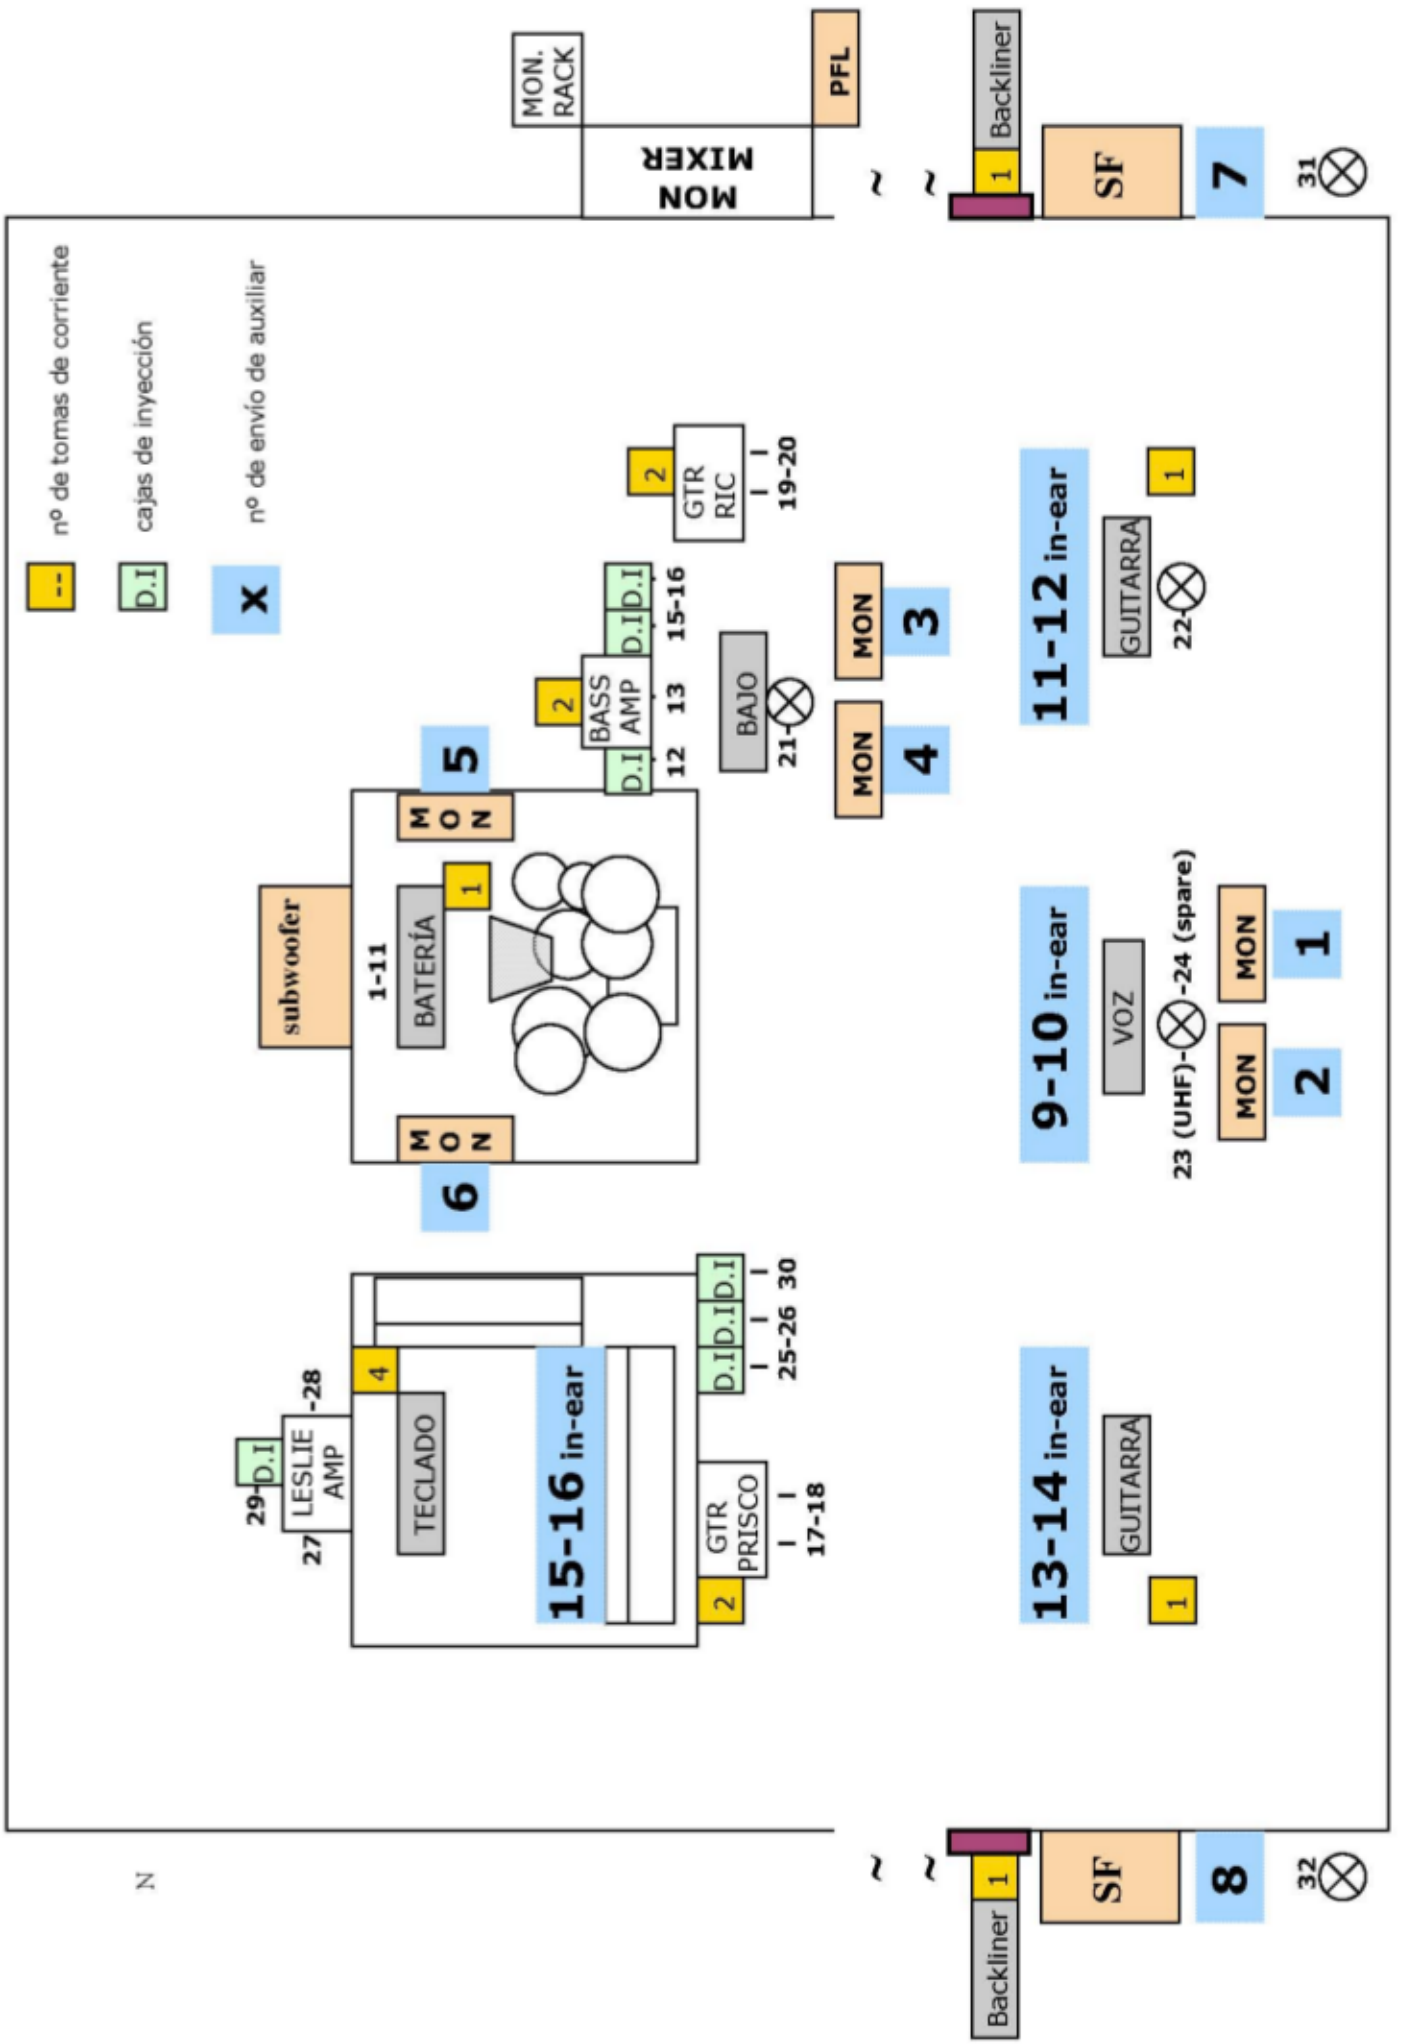 -- nº de tomas de corriente
N
D.I cajas de inyección
29- D.I
X nº de envío de auxiliar
subwoofer
27 LESLIE AMP -28
4
1-11
TECLADO
MON
BATERÍA
MON
6
1
5
15-16 in-ear
MON.
RACK
2
BASS
AMP
D.I
D.I D.I
2
12 13 15-16
MON
MIXER
GTR
RIC
2
GTR
PRISCO
D.I D.I D.I
BAJO
17-18
25-26 30
21-
19-20
PFL
MON MON
~ ~
4 3
~ ~
Backliner 1
1 Backliner
13-14 in-ear
9-10 in-ear
11-12 in-ear
SF
GUITARRA
VOZ
GUITARRA
SF
1
23 (UHF)- -24 (spare)
22-
1
8
MON MON
7
32
2 1
31